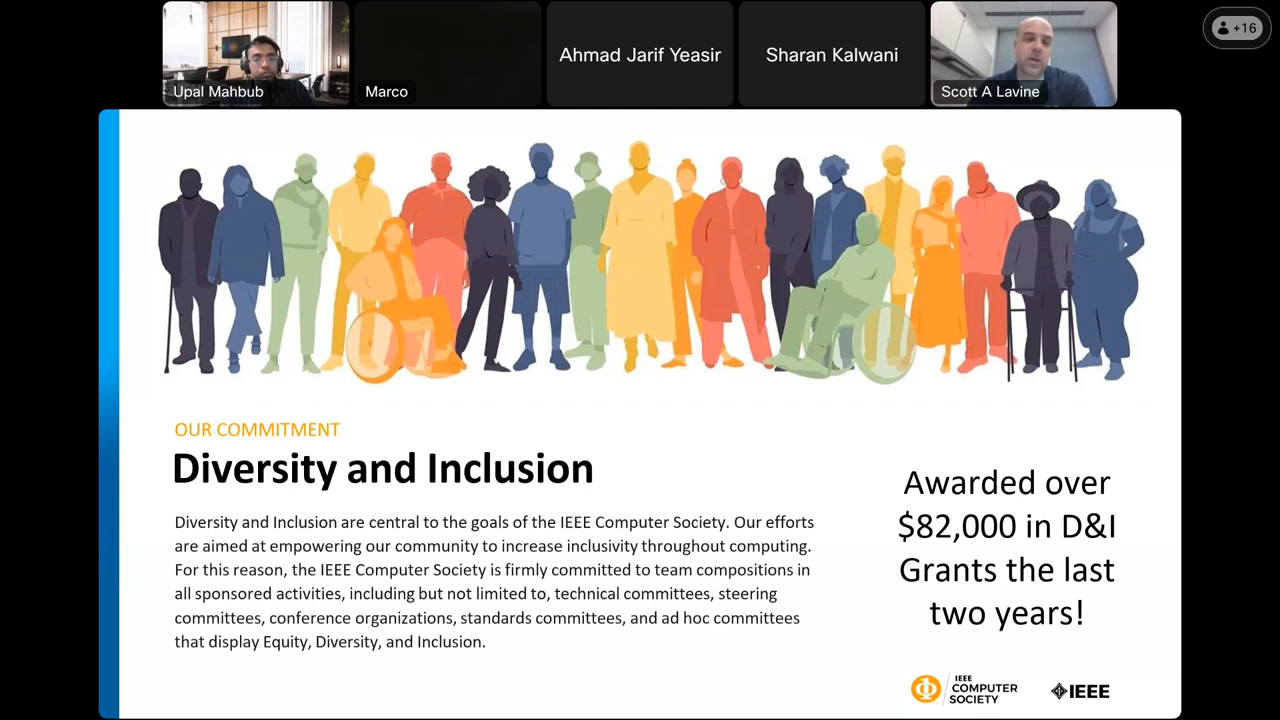 Upal Mahbub
Marco
Ahmad Jarif Yeasir
Sharan Kalwani
Scott A Lavine
+16
OUR COMMITMENT
Diversity and Inclusion
Diversity and Inclusion are central to the goals of the IEEE Computer Society. Our efforts
are aimed at empowering our community to increase inclusivity throughout computing.
For this reason, the IEEE Computer Society is firmly committed to team compositions in
all sponsored activities, including but not limited to, technical committees, steering
committees, conference organizations, standards committees, and ad hoc committees
that display Equity, Diversity, and Inclusion.
Awarded over
$82,000 in D&I
Grants the last
two years!
IEEE
COMPUTER
SOCIETY
IEEE